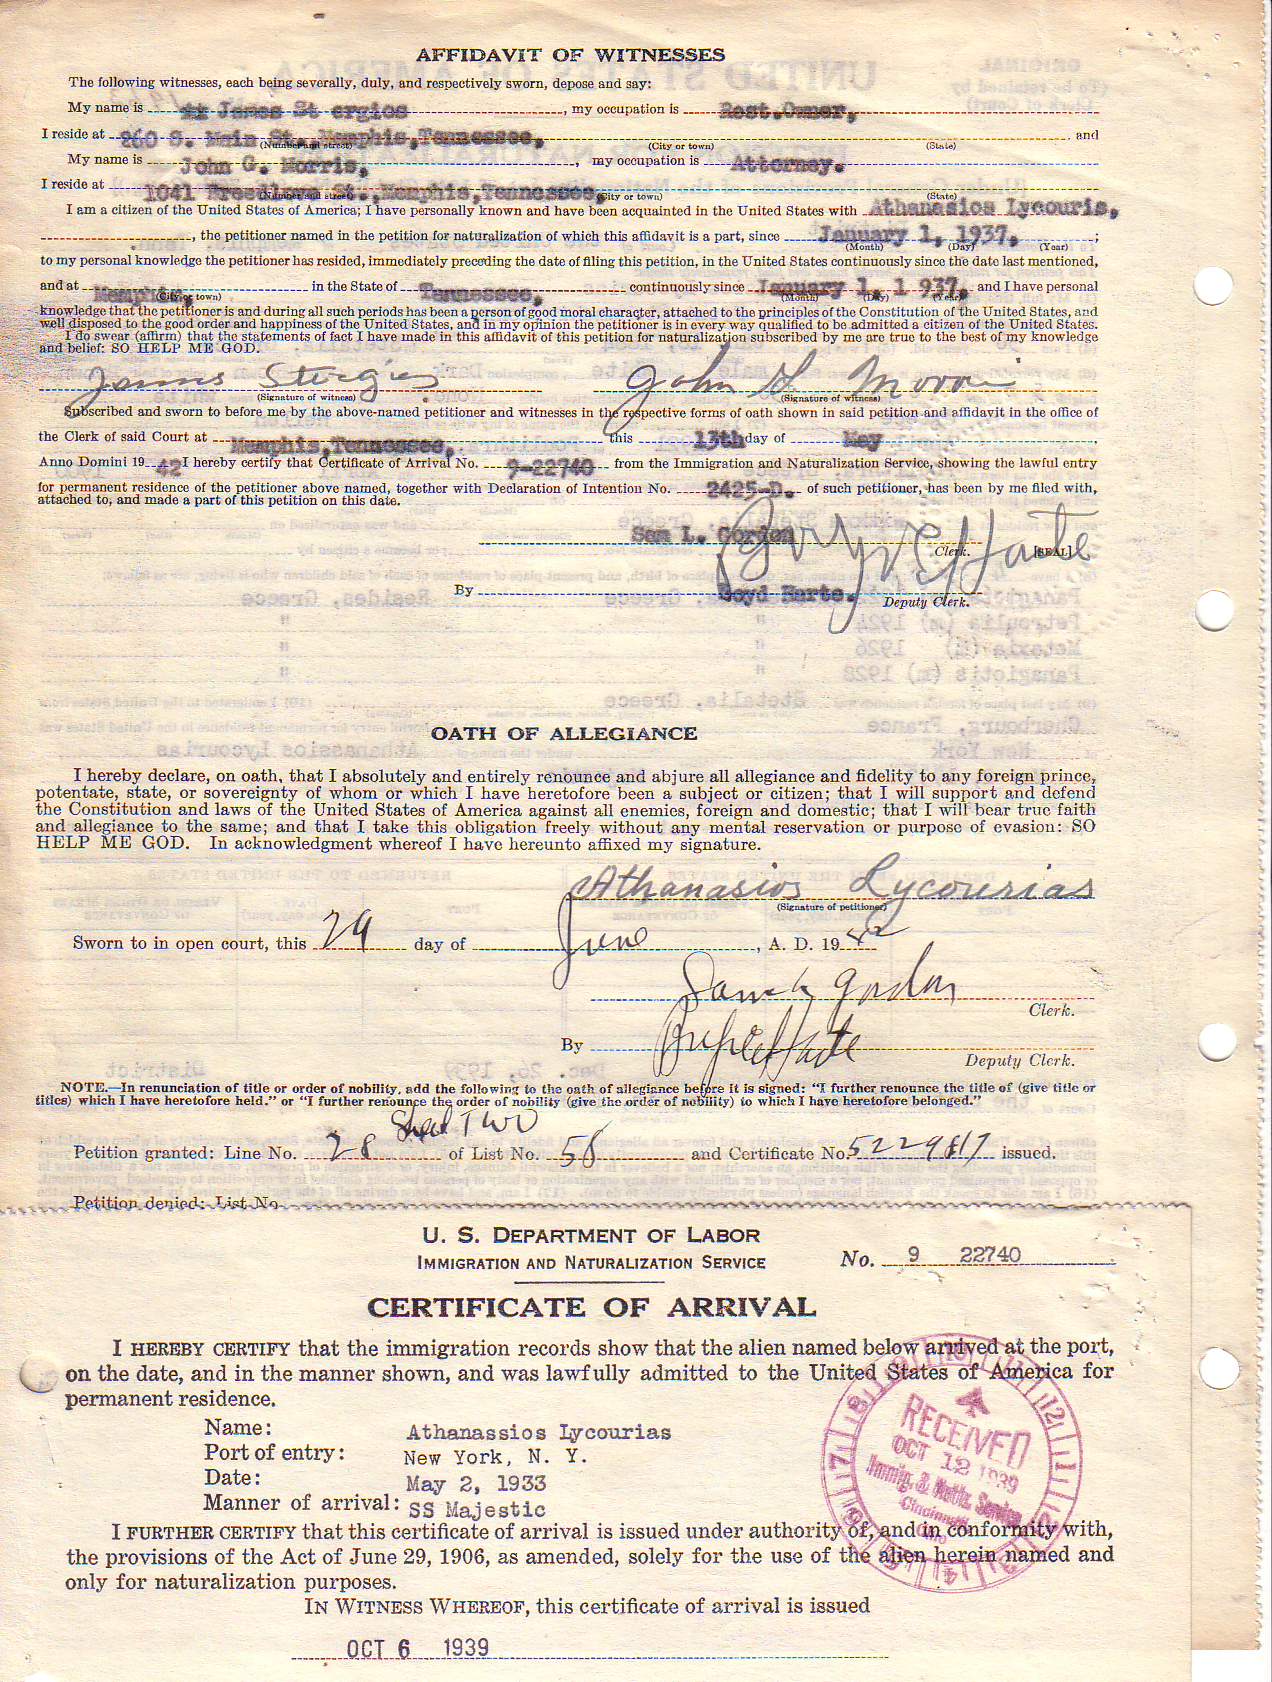 AFFIDAVIT OF WITNESSES
The following witnesses, each being severally, duly, and respectively sworn, depose and say:
My name is James St ergios, my occupation is Rest.Owner,
I reside at 260 S. Main St. Memphis,Tennessee, and
(Number and street) (City or town) (State)
My name is John G. Morris, my occupation is Attorney.
I reside at 1041 Freedlove St.,Memphis,Tennessee,
(Number and street) (City or town) (State)
I am a citizen of the United States of America; I have personally known and have been acquainted in the United States with Athanasios Lycouris,
, the petitioner named in the petition for naturalization of which this affidavit is a part, since January 1, 1937, ;
(Month) (Day) (Year)
to my personal knowledge the petitioner has resided, immediately preceding the date of filing this petition, in the United States continuously since the date last mentioned,
and at Memphis, in the State of Tennessee, continuously since January 1, 1 937, and I have personal
(City or town) (Month) (Day) (Year)
knowledge that the petitioner is and during all such periods has been a person of good moral character, attached to the principles of the Constitution of the United States, and
well disposed to the good order and happiness of the United States, and in my opinion the petitioner is in every way qualified to be admitted a citizen of the United States.
I do swear (affirm) that the statements of fact I have made in this affidavit of this petition for naturalization subscribed by me are true to the best of my knowledge
and belief: SO HELP ME GOD.
James Stergios John G. Morris
(Signature of witness) (Signature of witness)
Subscribed and sworn to before me by the above-named petitioner and witnesses in the respective forms of oath shown in said petition and affidavit in the office of
the Clerk of said Court at Memphis,Tennessee, this 13th day of May ,
Anno Domini 19 42 I hereby certify that Certificate of Arrival No. 9-22740 from the Immigration and Naturalization Service, showing the lawful entry
for permanent residence of the petitioner above named, together with Declaration of Intention No. 2425-D. of such petitioner, has been by me filed with,
attached to, and made a part of this petition on this date.
Sam L. Gordon
Clerk. [SEAL]
By Boyd Harte.
Deputy Clerk.
OATH OF ALLEGIANCE
I hereby declare, on oath, that I absolutely and entirely renounce and abjure all allegiance and fidelity to any foreign prince,
potentate, state, or sovereignty of whom or which I have heretofore been a subject or citizen; that I will support and defend
the Constitution and laws of the United States of America against all enemies, foreign and domestic; that I will bear true faith
and allegiance to the same; and that I take this obligation freely without any mental reservation or purpose of evasion: SO
HELP ME GOD. In acknowledgment whereof I have hereunto affixed my signature.
Athanasios Lycourias
(Signature of petitioner)
Sworn to in open court, this 29 day of June, A. D. 1942
Sam L Gordon
Clerk.
By
Deputy Clerk.
NOTE.—In renunciation of title or order of nobility, add the following to the oath of allegiance before it is signed: "I further renounce the title of (give title or
titles) which I have heretofore held." or "I further renounce the order of nobility (give the order of nobility) to which I have heretofore belonged."
Sheet Two
Petition granted: Line No. 28 of List No. 58 and Certificate No. 5229817 issued.
Petition denied: List No.
U. S. DEPARTMENT OF LABOR
IMMIGRATION AND NATURALIZATION SERVICE
No. 9 22740
CERTIFICATE OF ARRIVAL
I HEREBY CERTIFY that the immigration records show that the alien named below arrived at the port,
on the date, and in the manner shown, and was lawfully admitted to the United States of America for
permanent residence.
Name: Athanassios Lycourias
Port of entry: New York, N. Y.
Date: May 2, 1933
Manner of arrival: SS Majestic
RECEIVED
OCT 12 1939
Immig. & Natlz. Service
Cincinnati
Ohio
I FURTHER CERTIFY that this certificate of arrival is issued under authority of, and in conformity with,
the provisions of the Act of June 29, 1906, as amended, solely for the use of the alien herein named and
only for naturalization purposes.
IN WITNESS WHEREOF, this certificate of arrival is issued
OCT 6 1939